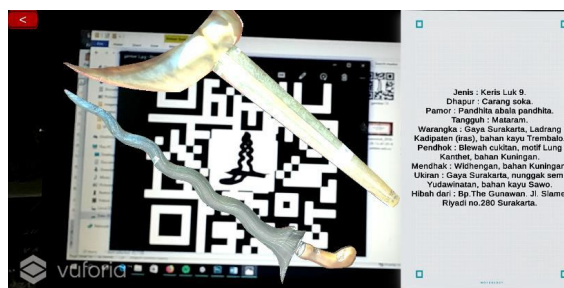 <
Jenis : Keris Luk 9.
Dhapur : Carang soka.
Pamor : Pandhita abala pandhita.
Tangguh : Mataram.
Warangka : Gaya Surakarta, Ladrang
Kadipaten (iras), bahan kayu Trembalo
Pendhok : Blewah cukitan, motif Lung
Kanthet, bahan Kuningan.
Mendhak : Widhengan, bahan Kuningan
Ukiran : Gaya Surakarta, nunggak sem
Yudawinatan, bahan kayu Sawo.
Hibah dari : Bp.The Gunawan. Jl. Slame
Riyadi no.280 Surakarta.
vuforia